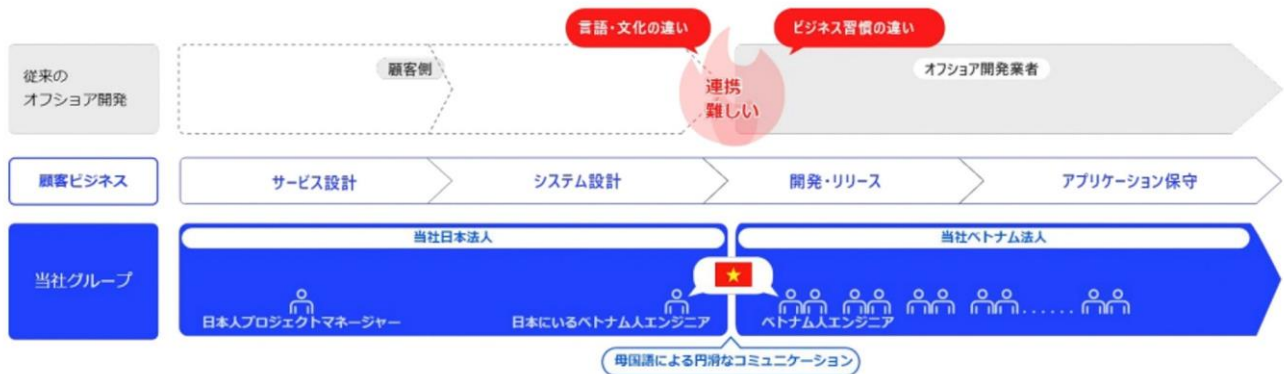 言語・文化の違い
ビジネス習慣の違い
従来の
オフショア開発
顧客側
連携
難しい
オフショア開発業者
顧客ビジネス
サービス設計
システム設計
開発・リリース
アプリケーション保守
当社グループ
当社日本法人
当社ベトナム法人
日本人プロジェクトマネージャー
日本にいるベトナム人エンジニア
ベトナム人エンジニア
......
母国語による円滑なコミュニケーション